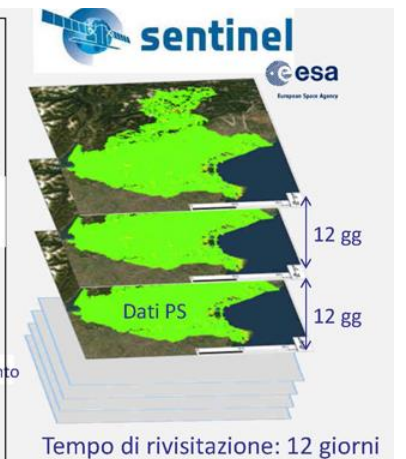 sentinel
esa
European Space Agency
12 gg
Dati PS
12 gg
nto
Tempo di rivisitazione: 12 giorni